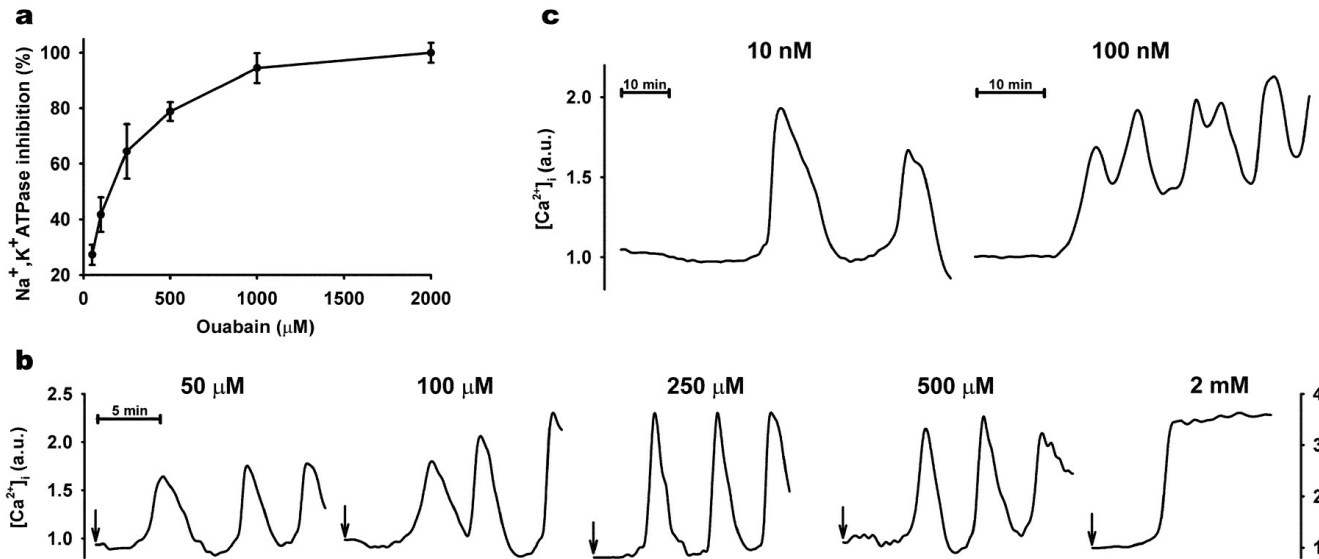 a
Na⁺,K⁺ATPase inhibition (%)
100
80
60
40
20
0
500
1000
1500
2000
Ouabain (μM)
c
10 nM
100 nM
10 min
10 min
[Ca²⁺]ᵢ (a.u.)
2.0
1.5
1.0
b
50 μM
100 μM
250 μM
500 μM
2 mM
5 min
[Ca²⁺]ᵢ (a.u.)
2.5
2.0
1.5
1.0
4
3
2
1